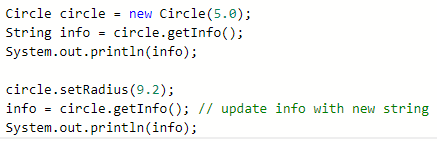 Circle circle = new Circle(5.0);
String info = circle.getInfo();
System.out.println(info);

circle.setRadius(9.2);
info = circle.getInfo(); // update info with new string
System.out.println(info);